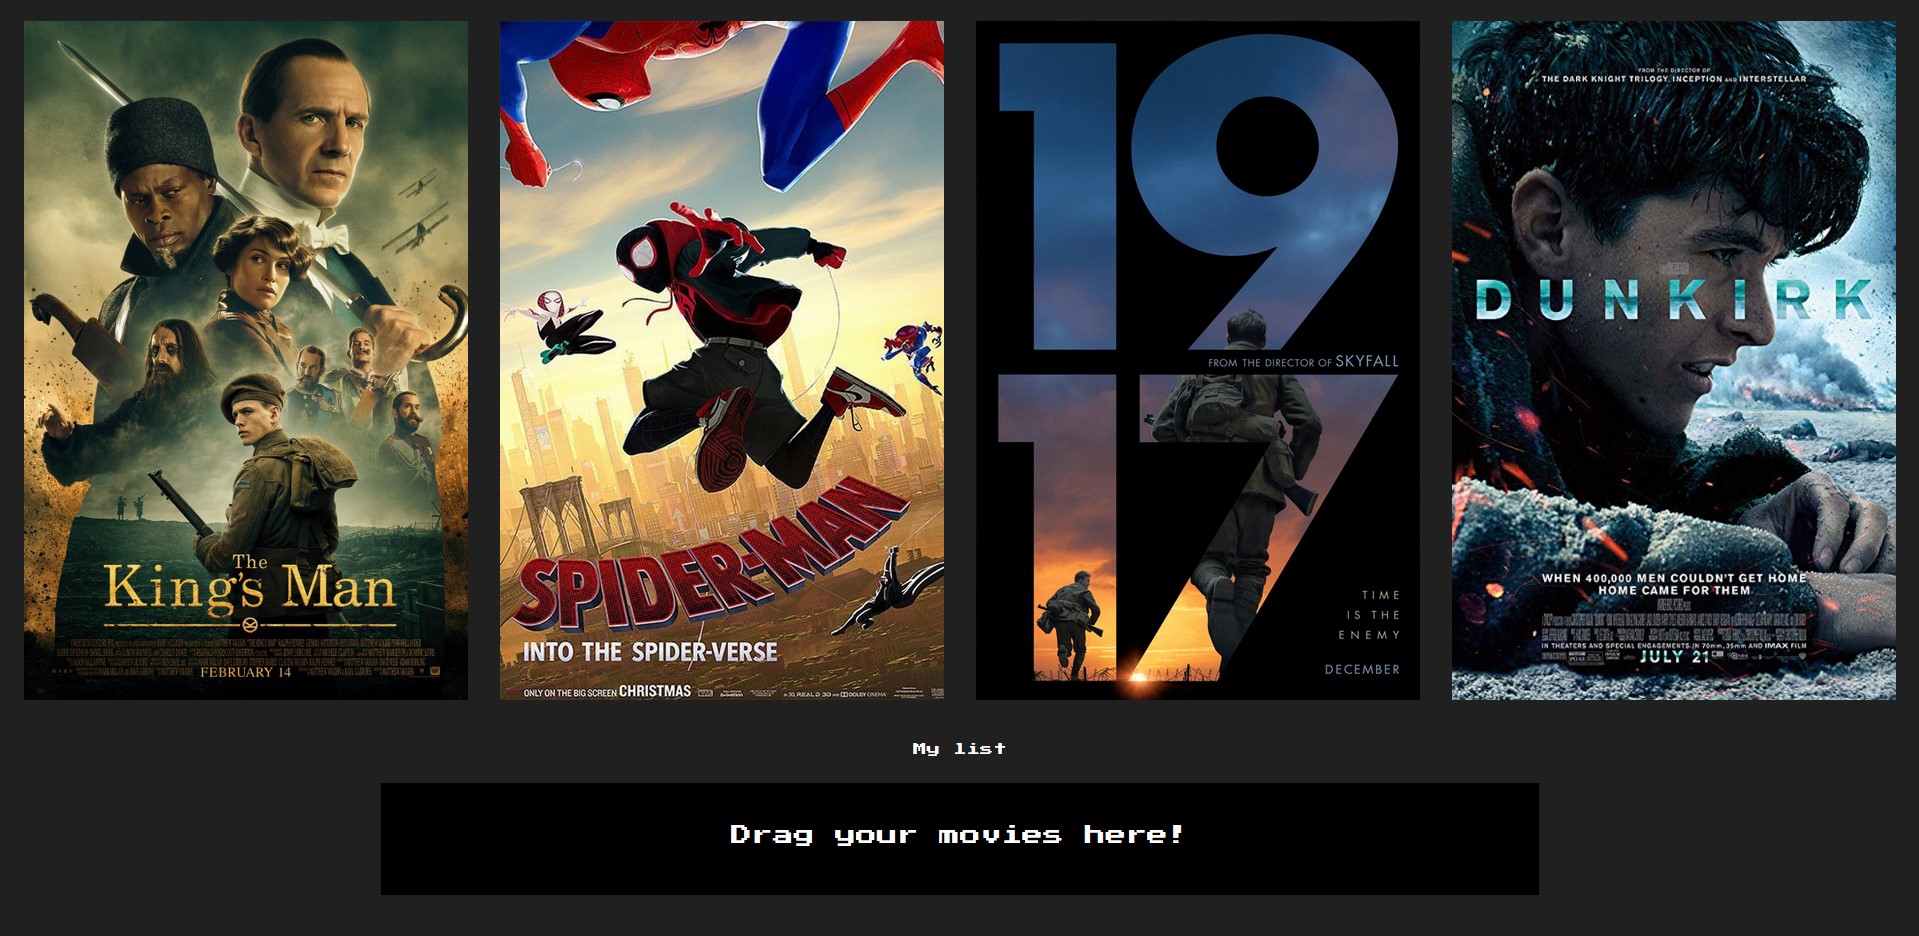 The
King's Man
FEBRUARY 14
SPIDER-MAN
INTO THE SPIDER-VERSE
ONLY ON THE BIG SCREEN CHRISTMAS
19
FROM THE DIRECTOR OF SKYFALL
17
TIME
IS THE
ENEMY
DECEMBER
FROM THE DIRECTOR OF
THE DARK KNIGHT TRILOGY, INCEPTION AND INTERSTELLAR
DUNKIRK
WHEN 400,000 MEN COULDN'T GET HOME
HOME CAME FOR THEM
IN THEATERS AND SPECIAL ENGAGEMENTS IN 70mm, 35mm AND IMAX FILM
JULY 21
My list
Drag your movies here!